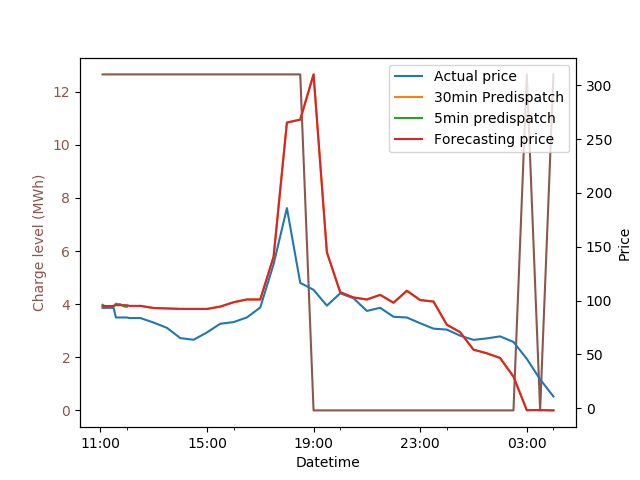 Actual price
30min Predispatch
5min predispatch
Forecasting price
12
10
8
6
4
2
0
Charge level (MWh)
300
250
200
150
100
50
0
Price
11:00 15:00 19:00 23:00 03:00
Datetime